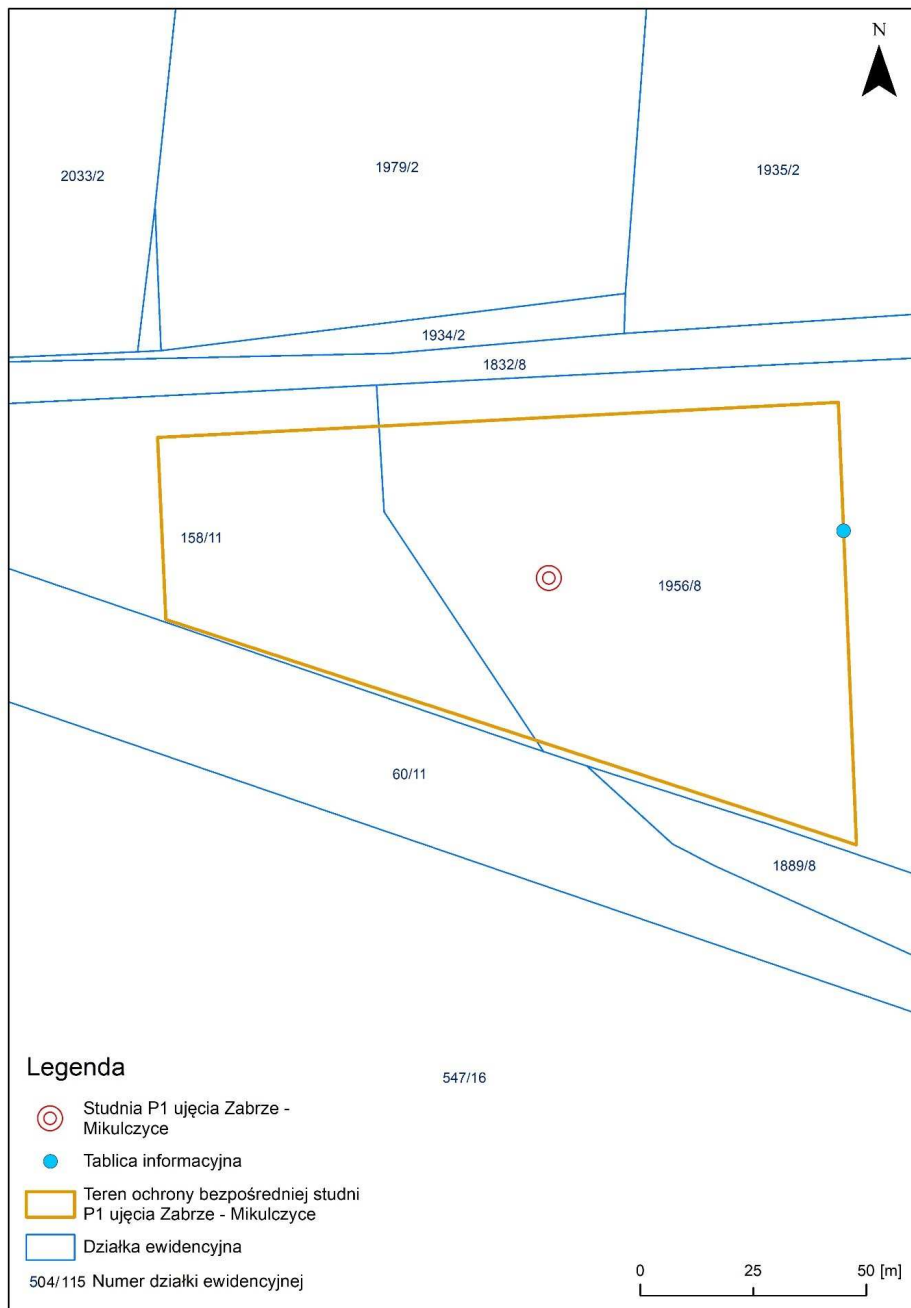 N
2033/2
1979/2
1935/2
1934/2
1832/8
158/11
1956/8
60/11
1889/8
547/16
Legenda
Studnia P1 ujęcia Zabrze -
Mikulczyce
Tablica informacyjna
Teren ochrony bezpośredniej studni
P1 ujęcia Zabrze - Mikulczyce
Działka ewidencyjna
504/115 Numer działki ewidencyjnej
0 25 50 [m]